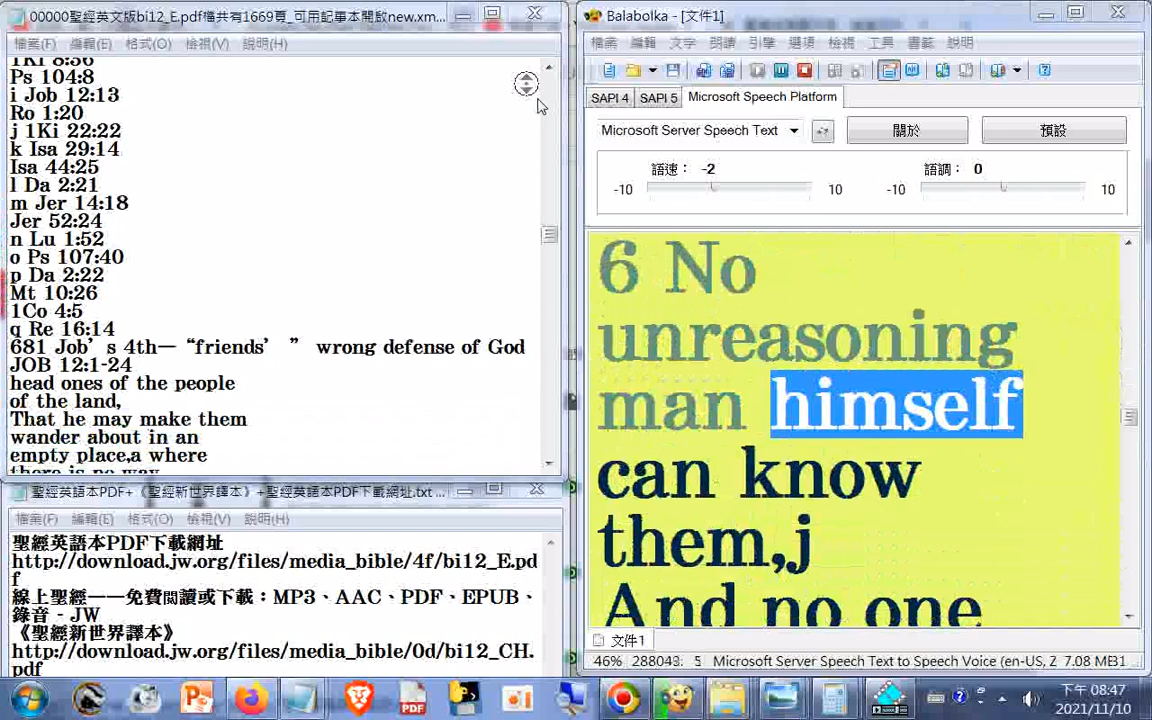 00000聖經英文版bi12_E.pdf檔共有1669頁_可用記事本開啟new.xm...
檔案(F) 編輯(E) 格式(O) 檢視(V) 說明(H)
1Ki 8:56
Ps 104:8
i Job 12:13
Ro 1:20
j 1Ki 22:22
k Isa 29:14
Isa 44:25
l Da 2:21
m Jer 14:18
Jer 52:24
n Lu 1:52
o Ps 107:40
p Da 2:22
Mt 10:26
1Co 4:5
q Re 16:14
681 Job’s 4th—“friends’” wrong defense of God
JOB 12:1-24
head ones of the people
of the land,
That he may make them
wander about in an
empty place,a where
there is no way
聖經英語本PDF+《聖經新世界譯本》+聖經英語本PDF下載網址.txt ...
檔案(F) 編輯(E) 格式(O) 檢視(V) 說明(H)
聖經英語本PDF下載網址
http://download.jw.org/files/media_bible/4f/bi12_E.pd
f
線上聖經——免費閱讀或下載：MP3、AAC、PDF、EPUB、
錄音 - JW
《聖經新世界譯本》
http://download.jw.org/files/media_bible/0d/bi12_CH.
pdf
Balabolka - [文件1]
檔案 編輯 文字 朗讀 引擎 選項 檢視 工具 書籤 說明
SAPI 4 SAPI 5 Microsoft Speech Platform
Microsoft Server Speech Text 關於 預設
語速： -2 語調： 0
-10 10 -10 10
6 No
unreasoning
man himself
can know
them,j
And no one
文件1
46% Microsoft Server Speech Text to Speech Voice (en-US, Z 7.08 MB
下午 08:47
2021/11/10